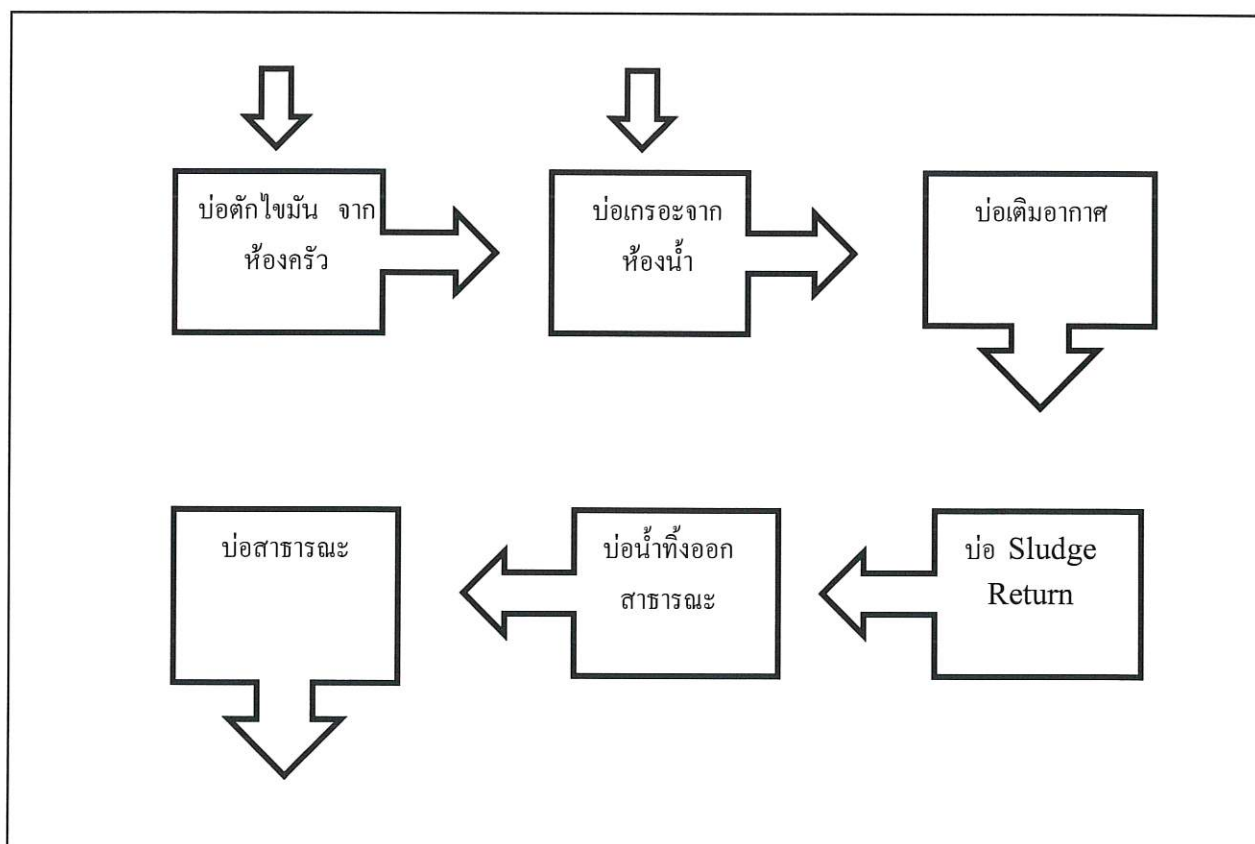 บ่อตักไขมัน จาก
ห้องครัว
บ่อเกรอะจาก
ห้องน้ำ
บ่อเติมอากาศ
บ่อสาธารณะ
บ่อน้ำทิ้งออก
สาธารณะ
บ่อ Sludge
Return